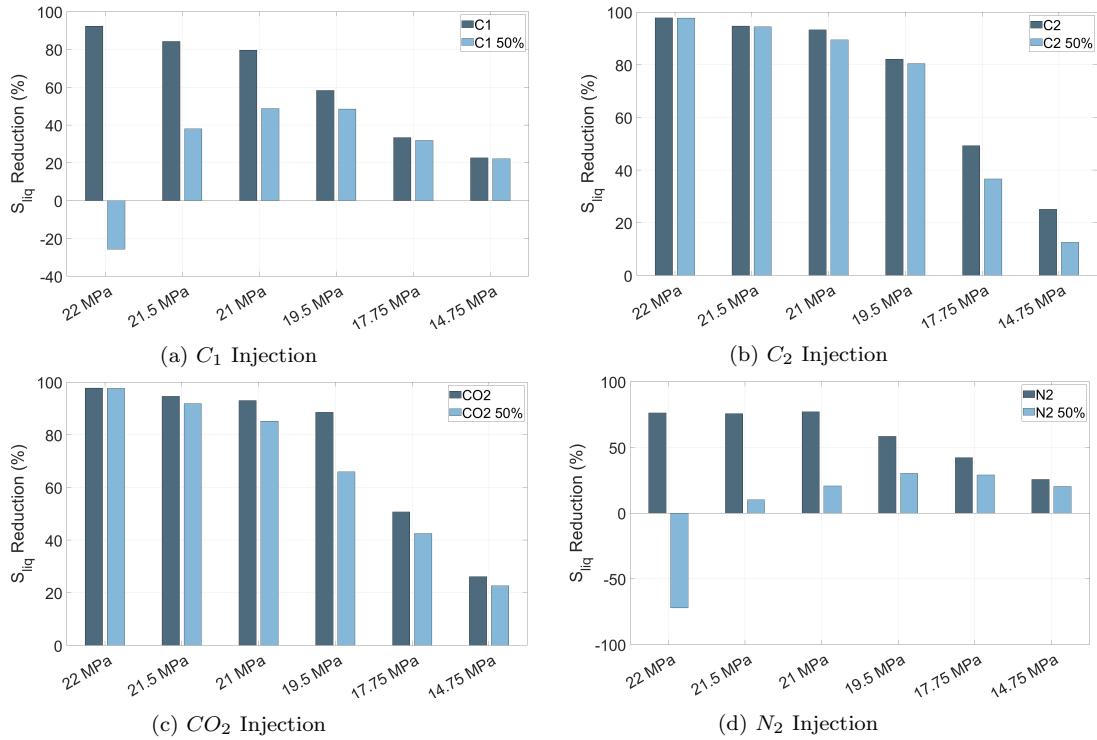 100
80
60
40
20
0
-20
-40
S_liq Reduction (%)
C1
C1 50%
22 MPa
21.5 MPa
21 MPa
19.5 MPa
17.75 MPa
14.75 MPa
(a) C₁ Injection
100
80
60
40
20
0
S_liq Reduction (%)
C2
C2 50%
22 MPa
21.5 MPa
21 MPa
19.5 MPa
17.75 MPa
14.75 MPa
(b) C₂ Injection
100
80
60
40
20
0
S_liq Reduction (%)
CO2
CO2 50%
22 MPa
21.5 MPa
21 MPa
19.5 MPa
17.75 MPa
14.75 MPa
(c) CO₂ Injection
100
50
0
-50
-100
S_liq Reduction (%)
N2
N2 50%
22 MPa
21.5 MPa
21 MPa
19.5 MPa
17.75 MPa
14.75 MPa
(d) N₂ Injection